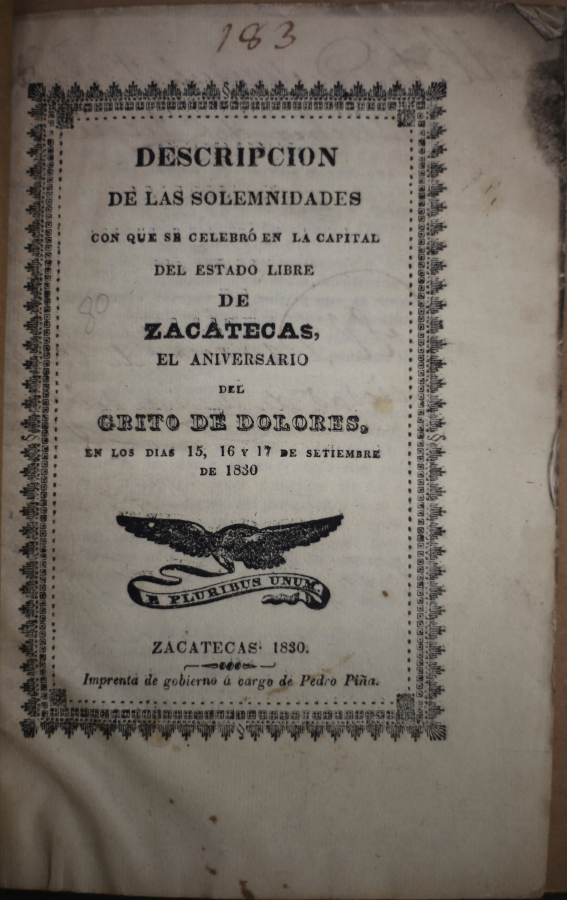 183
DESCRIPCION
DE LAS SOLEMNIDADES
CON QUE SE CELEBRÓ EN LA CAPITAL
DEL ESTADO LIBRE
DE
80
ZACATECAS,
EL ANIVERSARIO
DEL
GRITO DE DOLORES,
EN LOS DIAS 15, 16 Y 17 DE SETIEMBRE
DE 1830
E PLURIBUS UNUM.
ZACATECAS: 1830.
Imprenta de gobierno á cargo de Pedro Piña.